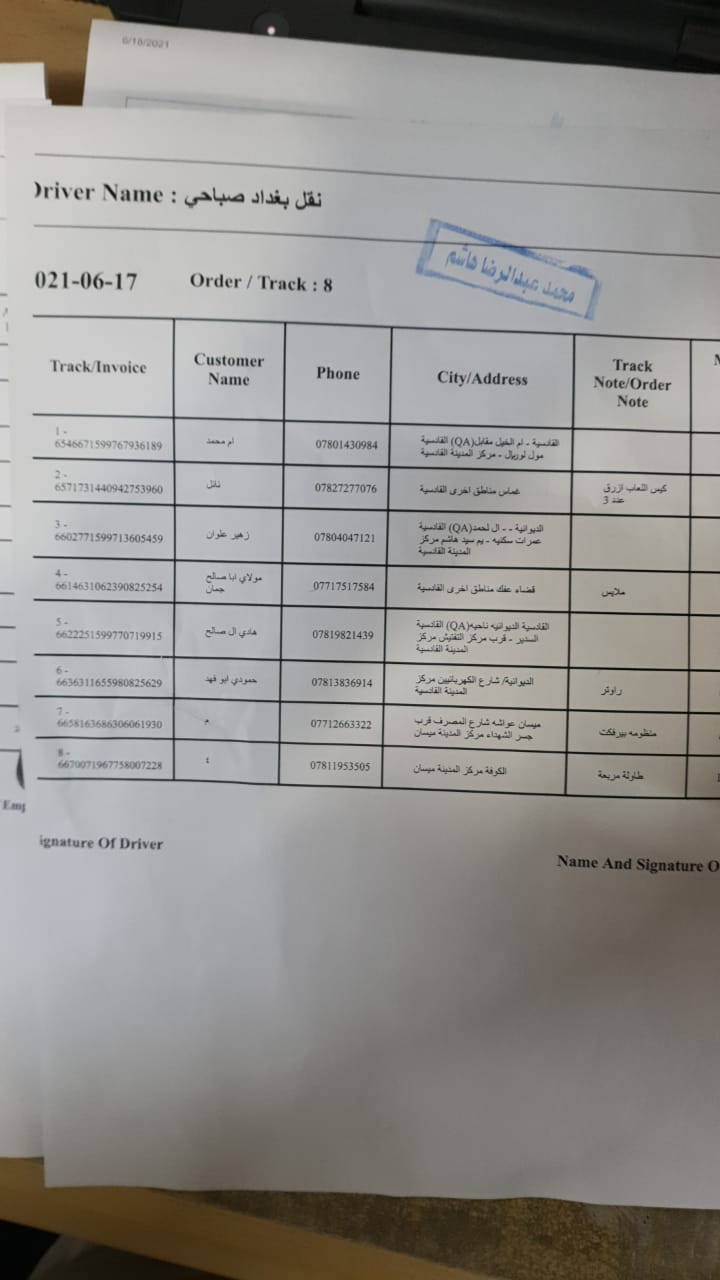 6/18/2021
Driver Name : نقل بغداد صباحي
محمد عبدالرضا هاشم
021-06-17
Order / Track : 8
Track/Invoice
Customer
Name
Phone
City/Address
Track
Note/Order
Note
1 -
6546671599767936189
ام محمد
07801430984
القادسية - ام الخيل مقابل(QA) القادسية
مول لوريال - مركز المدينة القادسية
2 -
6571731440942753960
نائل
07827277076
غماس مناطق اخرى القادسية
كيس اللعاب ازرق
عدد 3
3 -
6602771599713605459
زهير علوان
07804047121
الديوانية - - ال لحمد(QA) القادسية
عمرات سكنيه - يم سيد هاشم مركز
المدينة القادسية
4 -
6614631062390825254
مولاي ابا صالح
جمان
07717517584
قضاء عفك مناطق اخرى القادسية
ملابس
5 -
6622251599770719915
هادي ال صالح
07819821439
القادسية الديوانيه ناحيه(QA) القادسية
السدير - قرب مركز التفتيش مركز
المدينة القادسية
6 -
6636311655980825629
حمودي ابو فهد
07813836914
الديوانية/ شارع الكهربائيين مركز
المدينة القادسية
راوتر
7 -
6658163686306061930
م
07712663322
ميسان عواشه شارع المصرف قرب
جسر الشهداء مركز المدينة ميسان
منظومه بيرفكت
8 -
6670071967758007228
٤
07811953505
الكوفة مركز المدينة ميسان
طاولة مربعة
Emp
ignature Of Driver
Name And Signature O